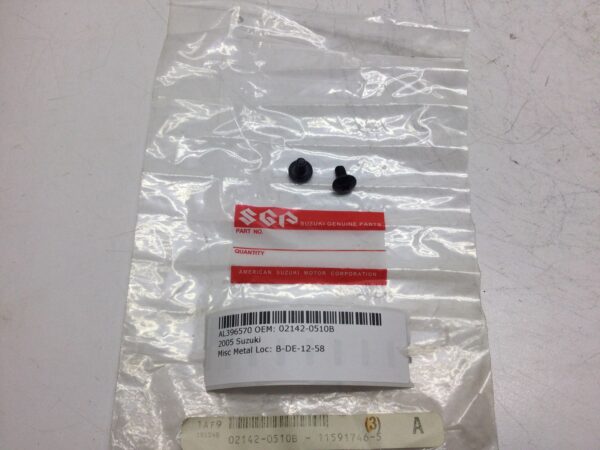 SGP SUZUKI GENUINE PARTS
PART NO.
QUANTITY
AMERICAN SUZUKI MOTOR CORPORATION
AL396570 OEM: 02142-0510B
2005 Suzuki
Misc Metal Loc: B-DE-12-58
1AF9 (3) A
02142-0510B - 11591746-5